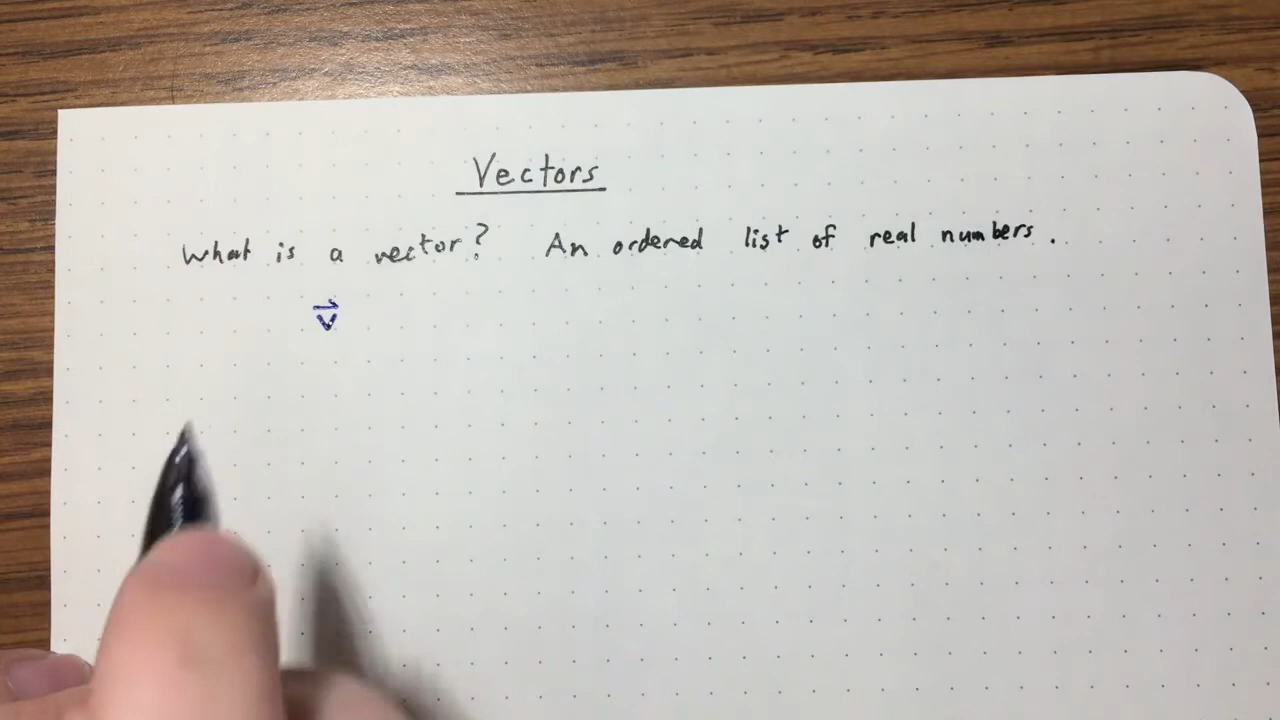 Vectors
What is a vector? An ordered list of real numbers.
v⃗